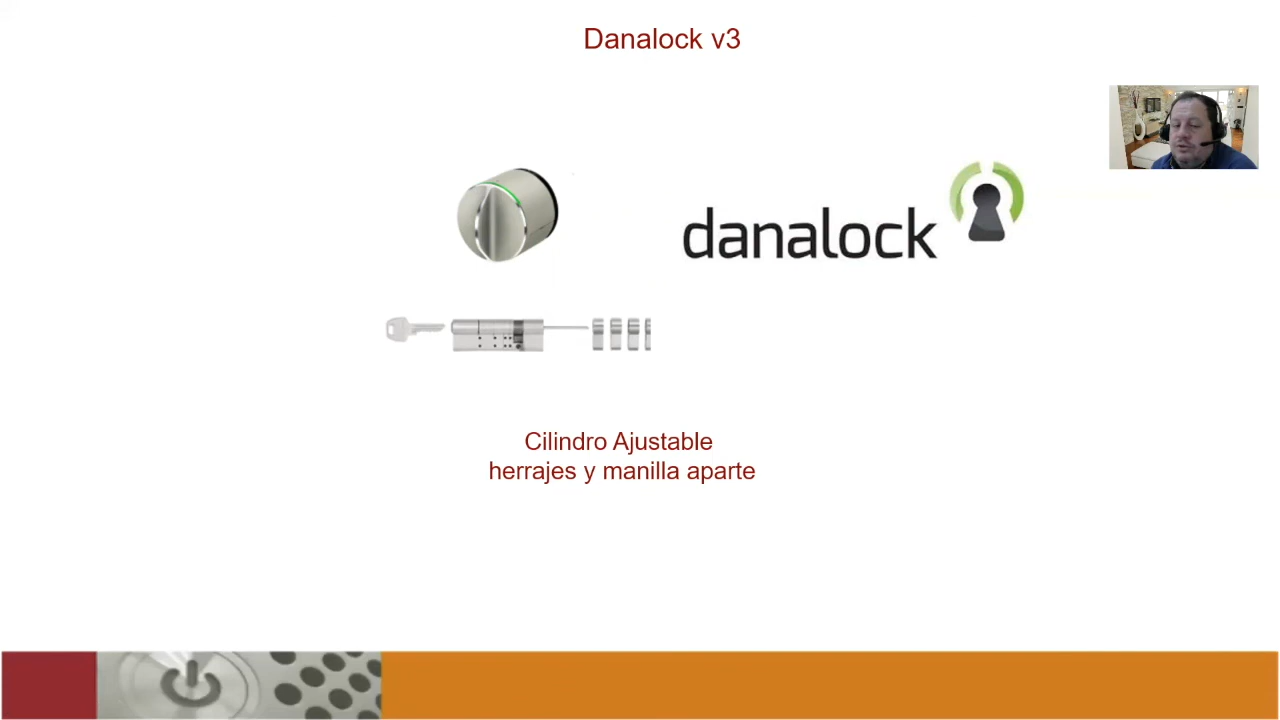 Danalock v3
danalock
Cilindro Ajustable
herrajes y manilla aparte